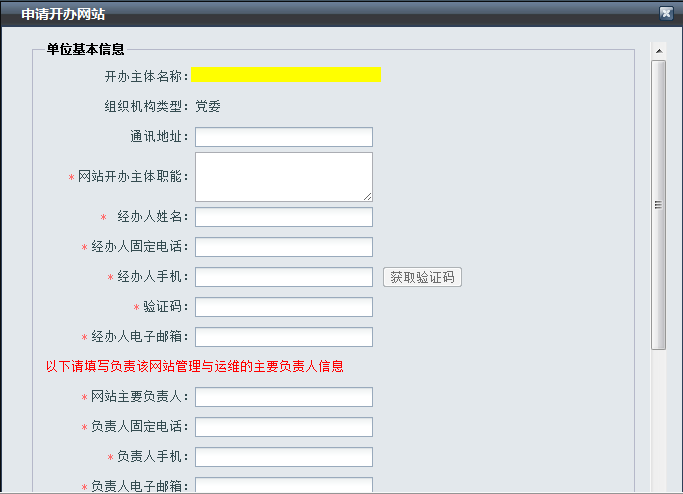 申请开办网站
单位基本信息
开办主体名称：
组织机构类型：党委
通讯地址：
* 网站开办主体职能：
* 经办人姓名：
* 经办人固定电话：
* 经办人手机： 获取验证码
* 验证码：
* 经办人电子邮箱：
以下请填写负责该网站管理与运维的主要负责人信息
* 网站主要负责人：
* 负责人固定电话：
* 负责人手机：
* 负责人电子邮箱：